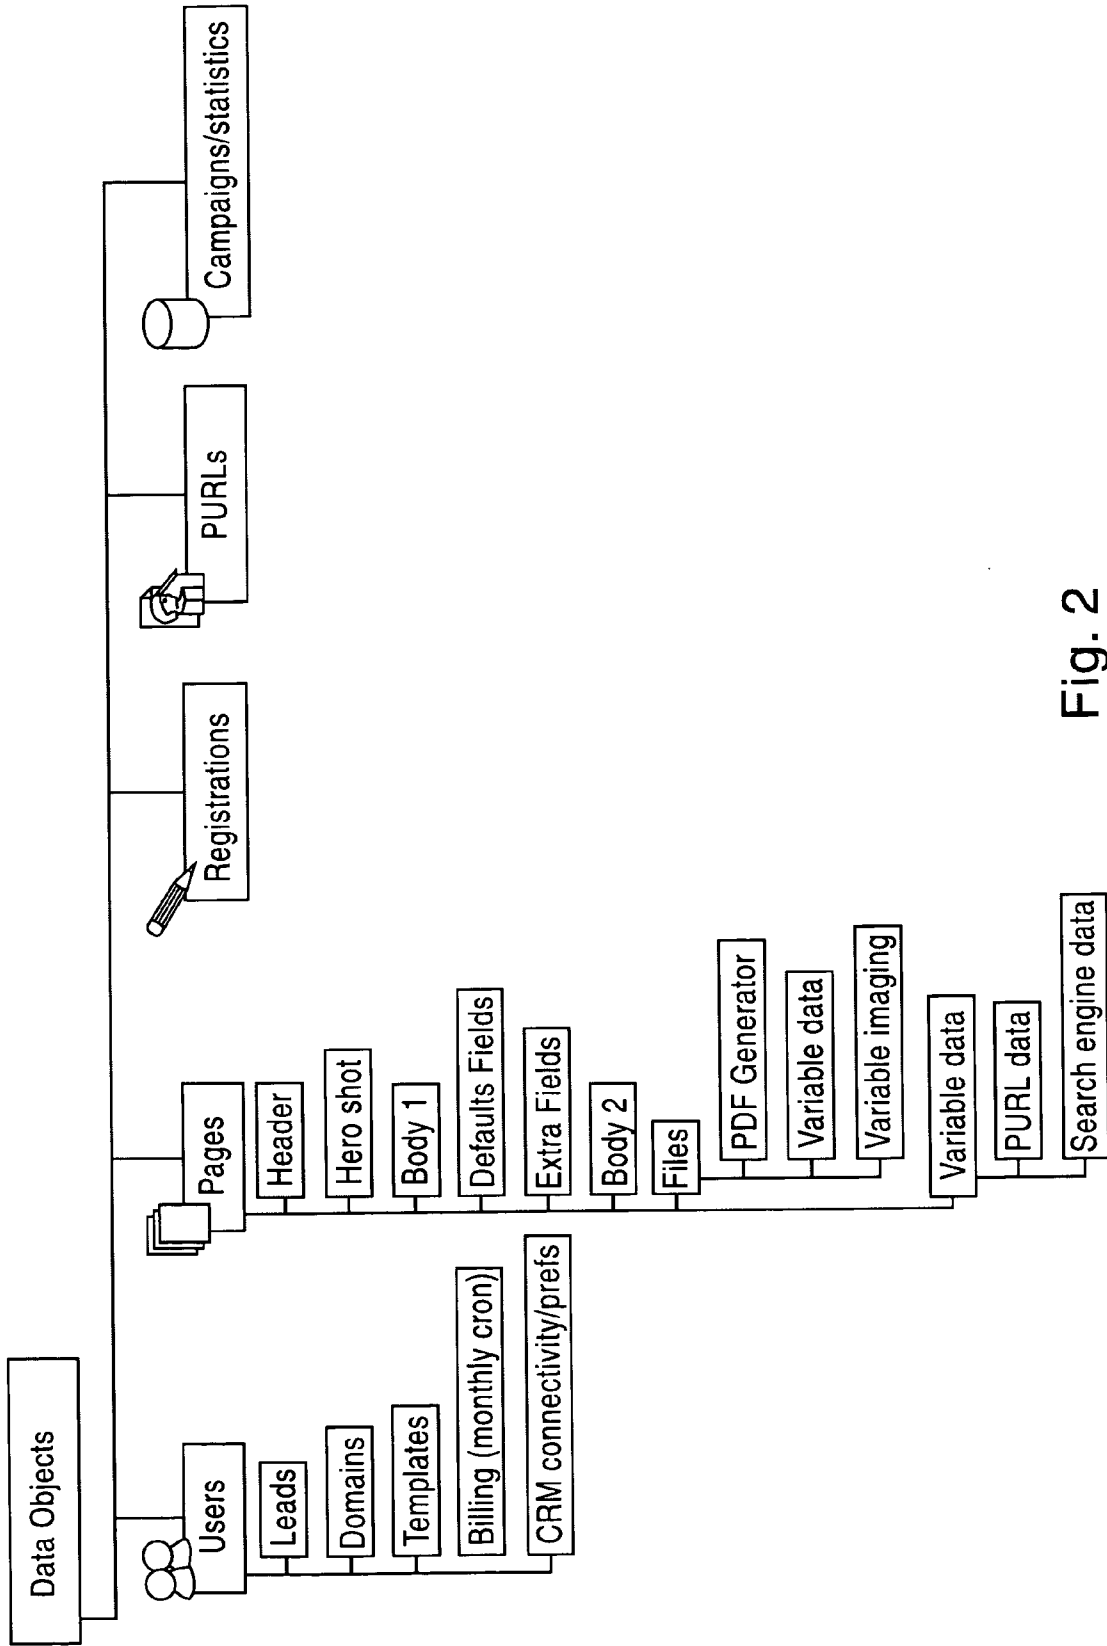 Data Objects
Users
Leads
Domains
Templates
Billing (monthly cron)
CRM connectivity/prefs
Pages
Header
Hero shot
Body 1
Defaults Fields
Extra Fields
Body 2
Files
PDF Generator
Variable data
Variable imaging
Variable data
PURL data
Search engine data
Registrations
PURLs
Campaigns/statistics
Fig. 2